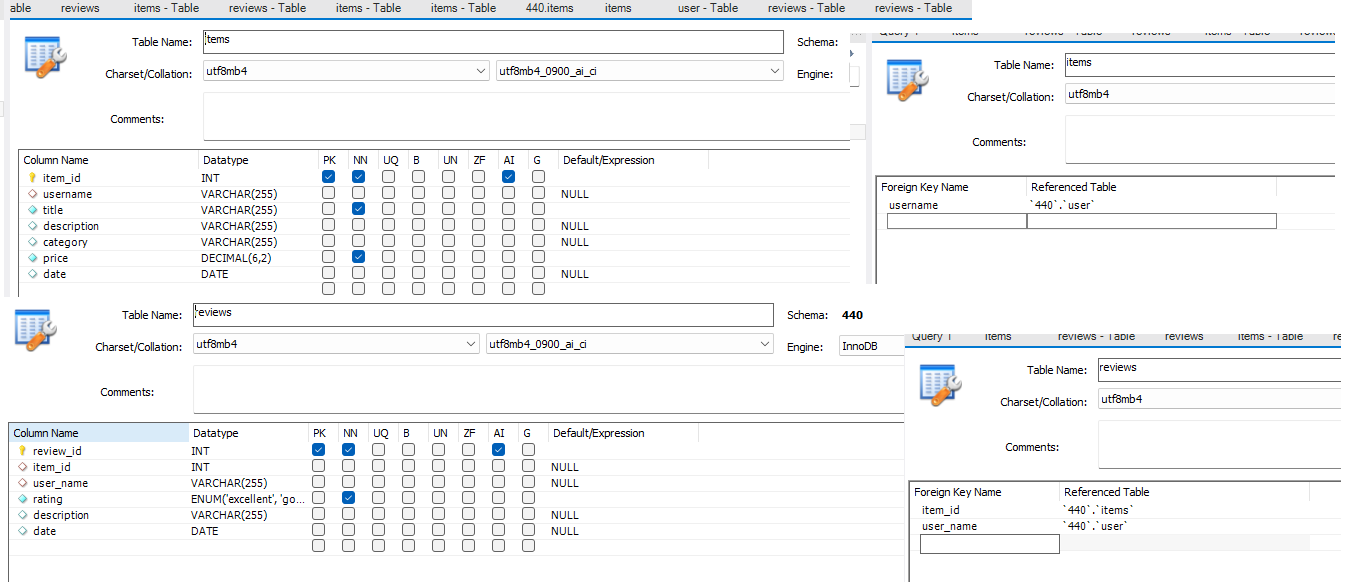 able reviews items - Table reviews - Table items - Table items - Table 440.items items user - Table reviews - Table reviews - Table
Table Name: items Schema:
Charset/Collation: utf8mb4 utf8mb4_0900_ai_ci Engine:
Comments:
Column Name Datatype PK NN UQ B UN ZF AI G Default/Expression
item_id INT
username VARCHAR(255) NULL
title VARCHAR(255)
description VARCHAR(255) NULL
category VARCHAR(255) NULL
price DECIMAL(6,2)
date DATE NULL
Query 1 items reviews - Table reviews items - Table reviews
Table Name: items
Charset/Collation: utf8mb4
Comments:
Foreign Key Name Referenced Table
username `440`.`user`
Table Name: reviews Schema: 440
Charset/Collation: utf8mb4 utf8mb4_0900_ai_ci Engine: InnoDB
Comments:
Column Name Datatype PK NN UQ B UN ZF AI G Default/Expression
review_id INT
item_id INT NULL
user_name VARCHAR(255) NULL
rating ENUM('excellent', 'go...
description VARCHAR(255) NULL
date DATE NULL
Query 1 items reviews - Table reviews items - Table re
Table Name: reviews
Charset/Collation: utf8mb4
Comments:
Foreign Key Name Referenced Table
item_id `440`.`items`
user_name `440`.`user`